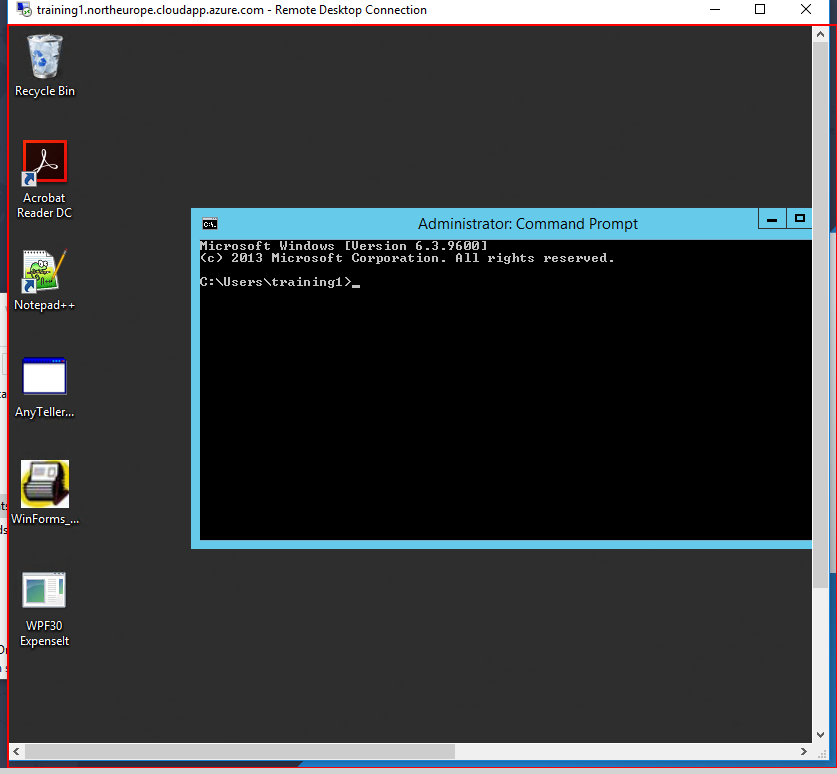 training1.northeurope.cloudapp.azure.com - Remote Desktop Connection
Recycle Bin
Acrobat
Reader DC
Notepad++
AnyTeller...
WinForms_...
WPF30
ExpenseIt
Administrator: Command Prompt
Microsoft Windows [Version 6.3.9600]
(c) 2013 Microsoft Corporation. All rights reserved.
C:\Users\training1>_